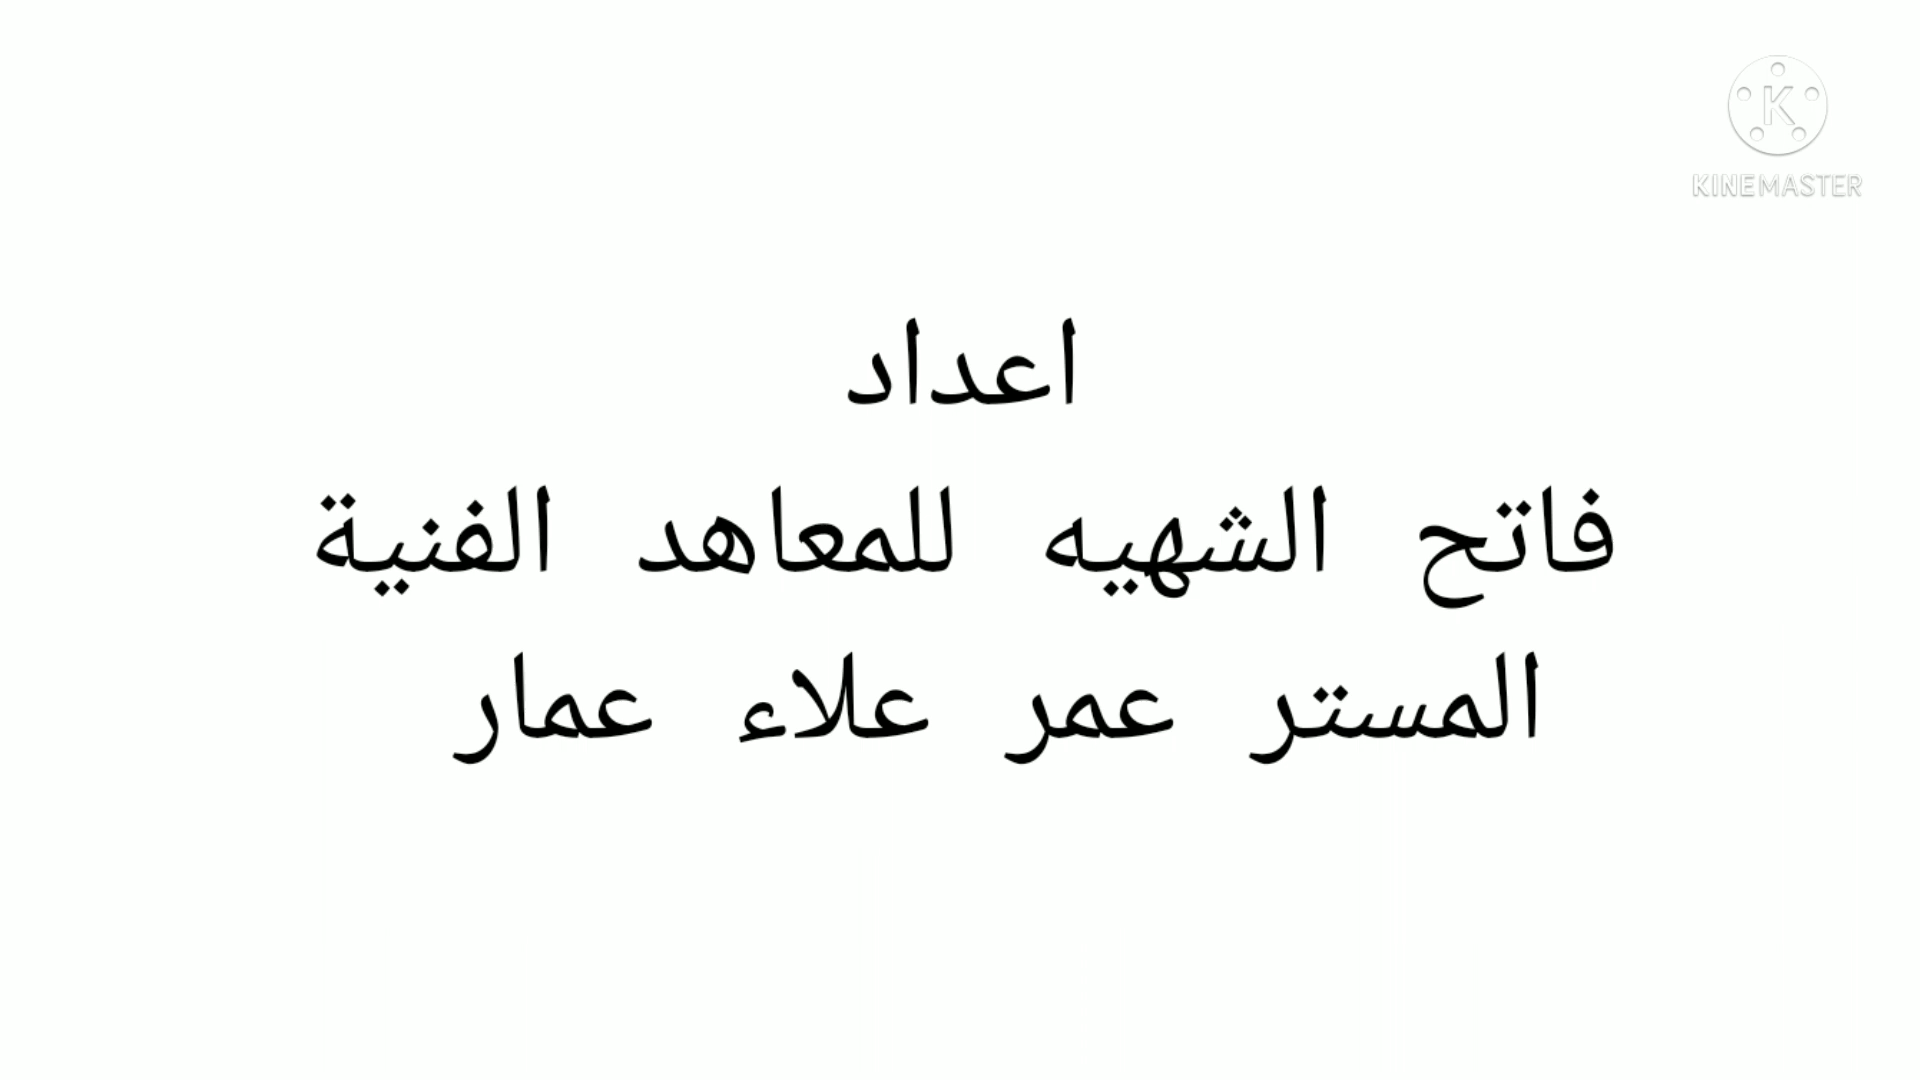 K
KINEMASTER
اعداد
فاتح الشهيه للمعاهد الفنية
المستر عمر علاء عمار